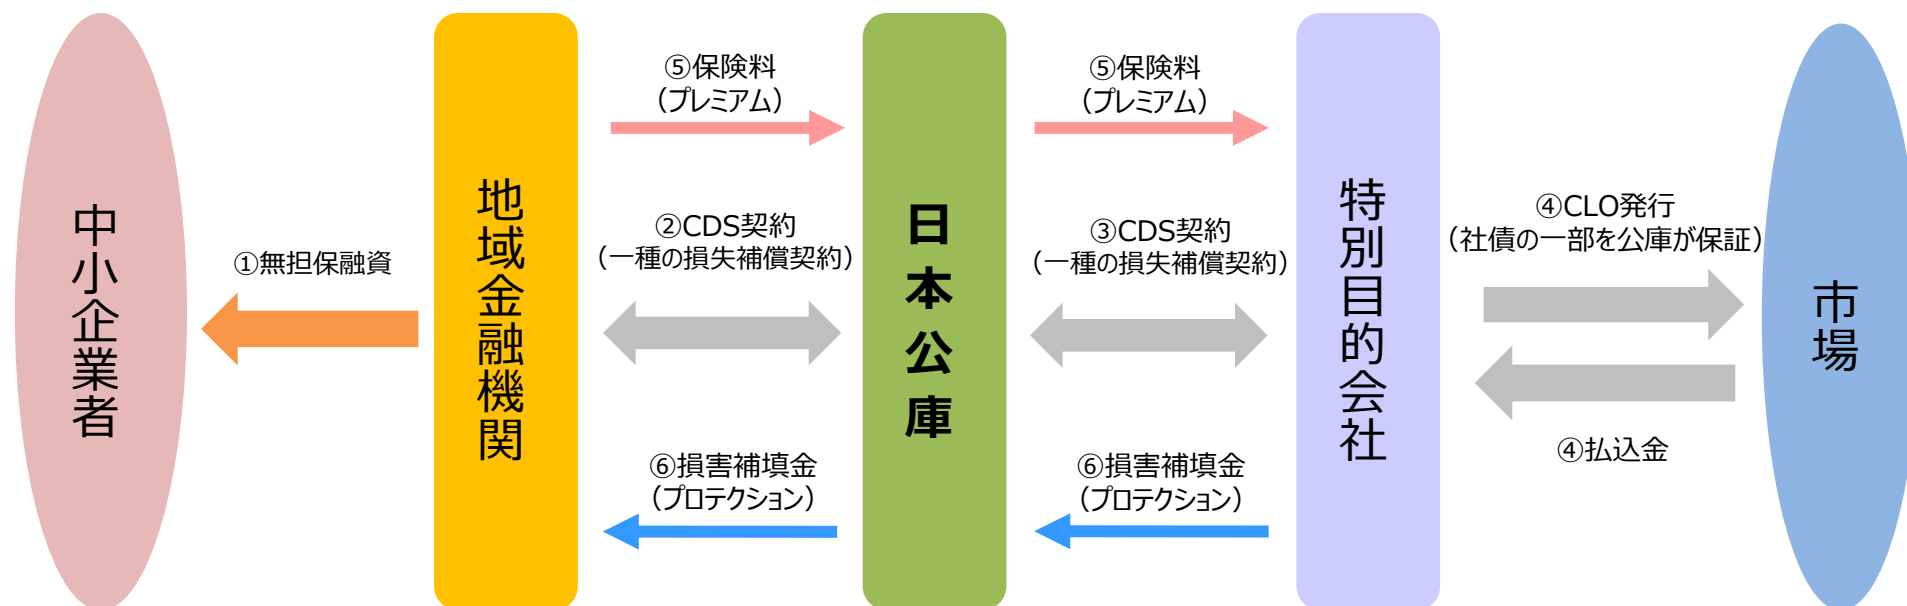 中小企業者
①無担保融資
地域金融機関
⑤保険料
（プレミアム）
②CDS契約
（一種の損失補償契約）
⑥損害補填金
（プロテクション）
日本公庫
⑤保険料
（プレミアム）
③CDS契約
（一種の損失補償契約）
⑥損害補填金
（プロテクション）
特別目的会社
④CLO発行
（社債の一部を公庫が保証）
④払込金
市場